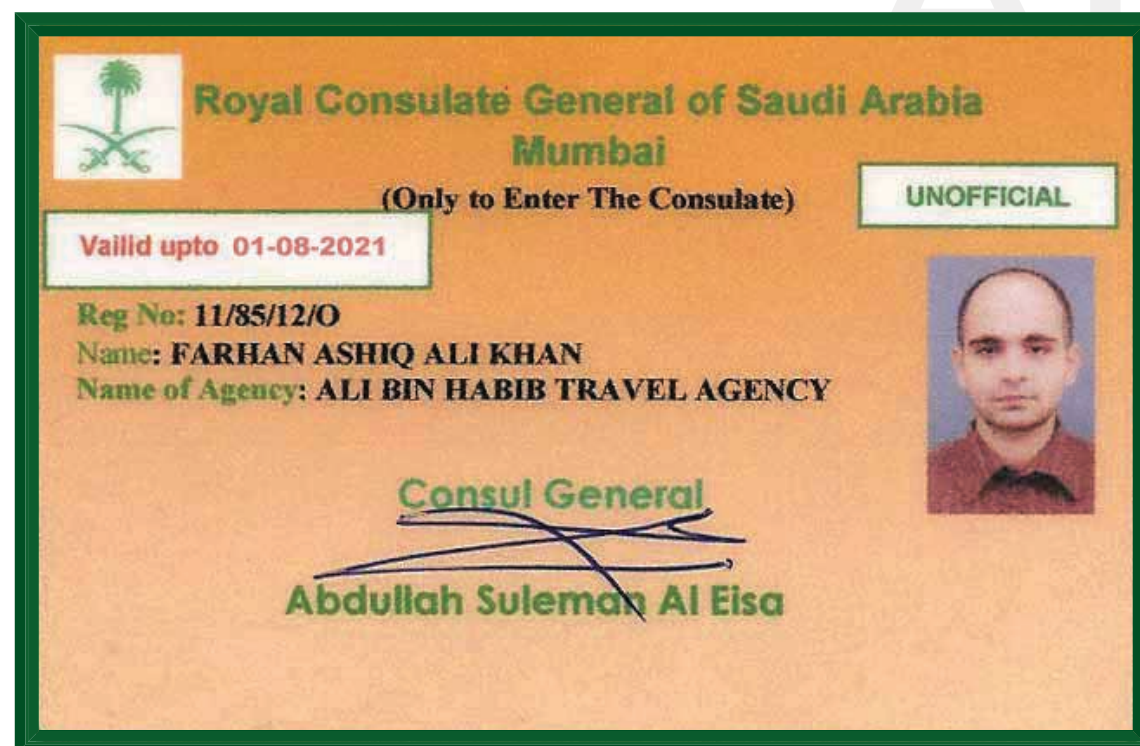 Royal Consulate General of Saudi Arabia
Mumbai
(Only to Enter The Consulate)
UNOFFICIAL
Vailid upto 01-08-2021
Reg No: 11/85/12/O
Name: FARHAN ASHIQ ALI KHAN
Name of Agency: ALI BIN HABIB TRAVEL AGENCY
Consul General
Abdullah Suleman Al Eisa